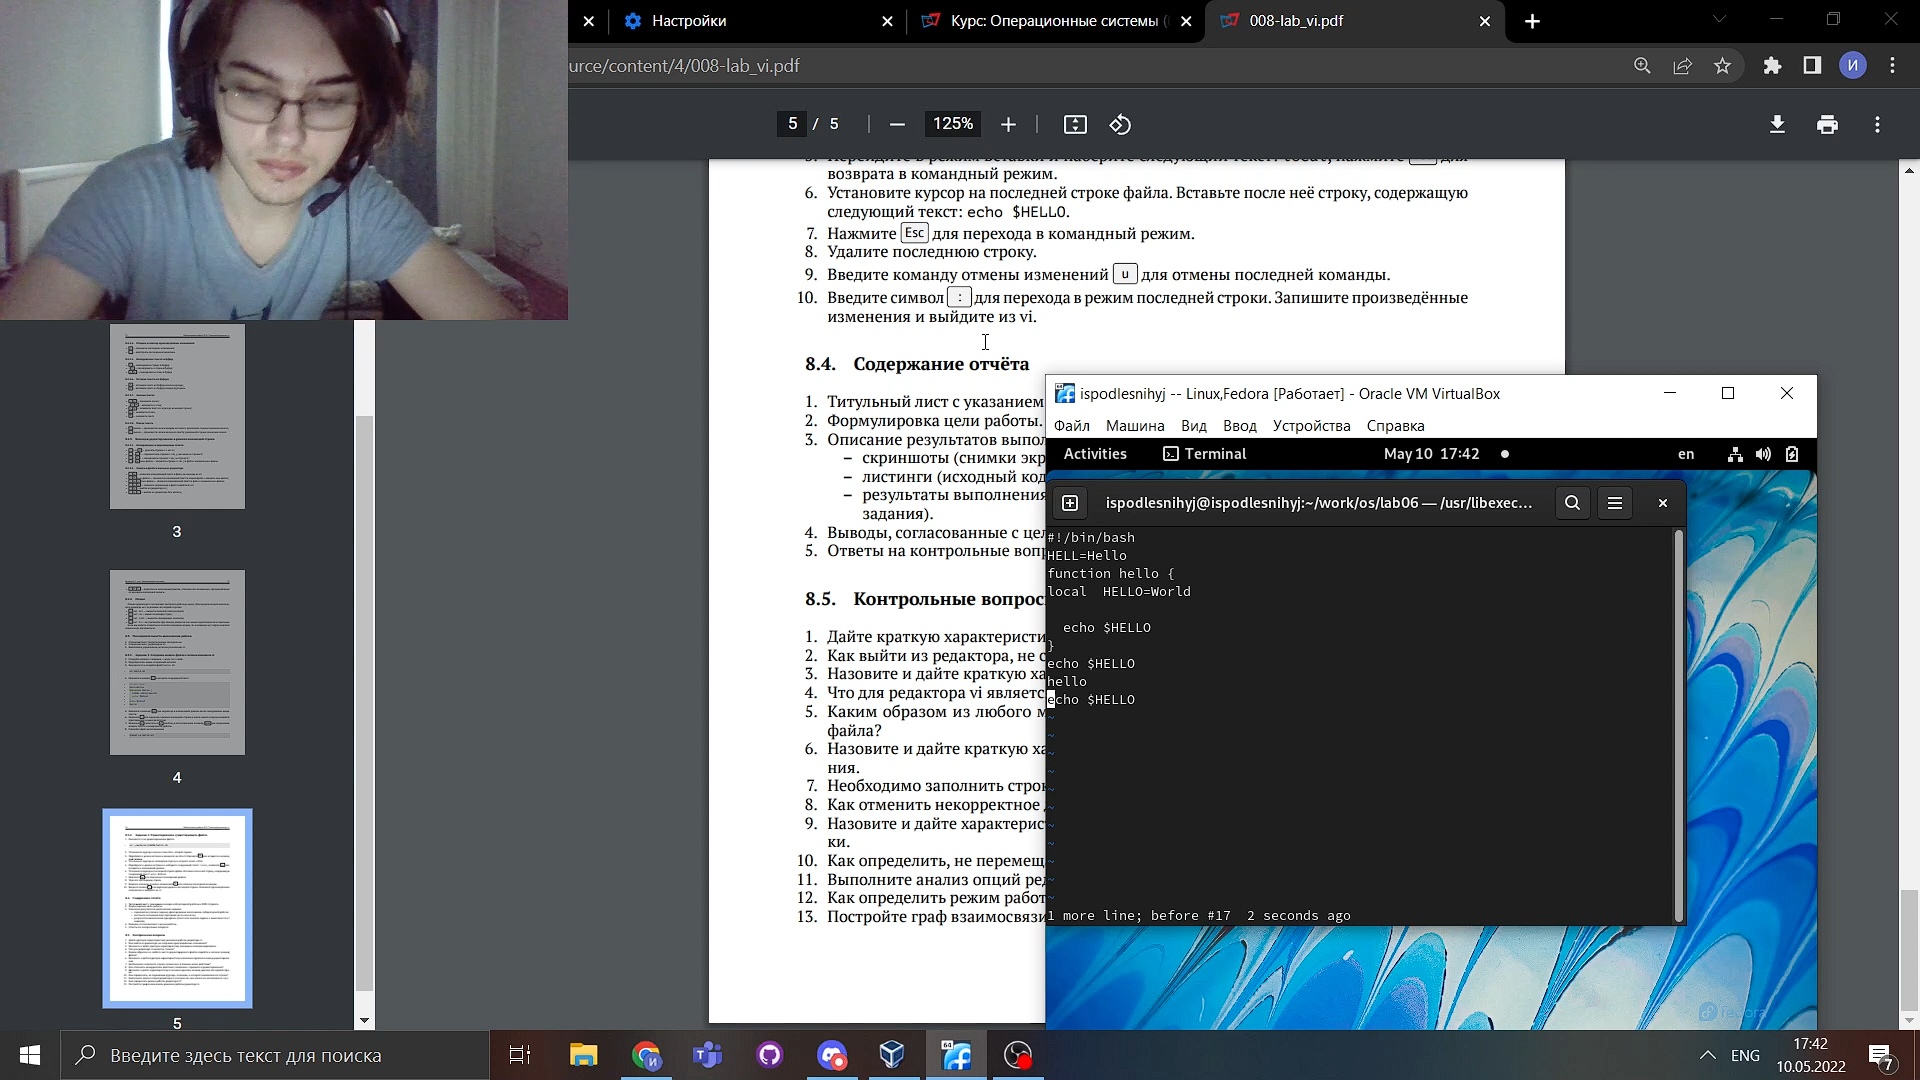 Настройки
Курс: Операционные системы (
008-lab_vi.pdf
urce/content/4/008-lab_vi.pdf
И
5 / 5
125%
возврата в командный режим.
6. Установите курсор на последней строке файла. Вставьте после неё строку, содержащую
следующий текст: echo $HELLO.
7. Нажмите Esc для перехода в командный режим.
8. Удалите последнюю строку.
9. Введите команду отмены изменений u для отмены последней команды.
10. Введите символ : для перехода в режим последней строки. Запишите произведённые
изменения и выйдите из vi.
8.4. Содержание отчёта
1. Титульный лист с указанием
2. Формулировка цели работы.
3. Описание результатов выпол
– скриншоты (снимки экр
– листинги (исходный код
– результаты выполнения
задания).
4. Выводы, согласованные с цел
5. Ответы на контрольные вопр
8.5. Контрольные вопрос
1. Дайте краткую характеристи
2. Как выйти из редактора, не с
3. Назовите и дайте краткую ха
4. Что для редактора vi являетс
5. Каким образом из любого м
файла?
6. Назовите и дайте краткую ха
ния.
7. Необходимо заполнить строк
8. Как отменить некорректное
9. Назовите и дайте характерис
ки.
10. Как определить, не перемещ
11. Выполните анализ опций ред
12. Как определить режим работ
13. Постройте граф взаимосвязи
3
4
5
ispodlesnihyj -- Linux,Fedora [Работает] - Oracle VM VirtualBox
Файл Машина Вид Ввод Устройства Справка
Activities Terminal May 10 17:42 en
ispodlesnihyj@ispodlesnihyj:~/work/os/lab06 — /usr/libexec...
#!/bin/bash
HELL=Hello
function hello {
local  HELLO=World
  echo $HELLO
}
echo $HELLO
hello
echo $HELLO
~
~
~
~
~
~
~
~
~
~
~
1 more line; before #17  2 seconds ago
fedora
Введите здесь текст для поиска
64
ENG
17:42
10.05.2022
7